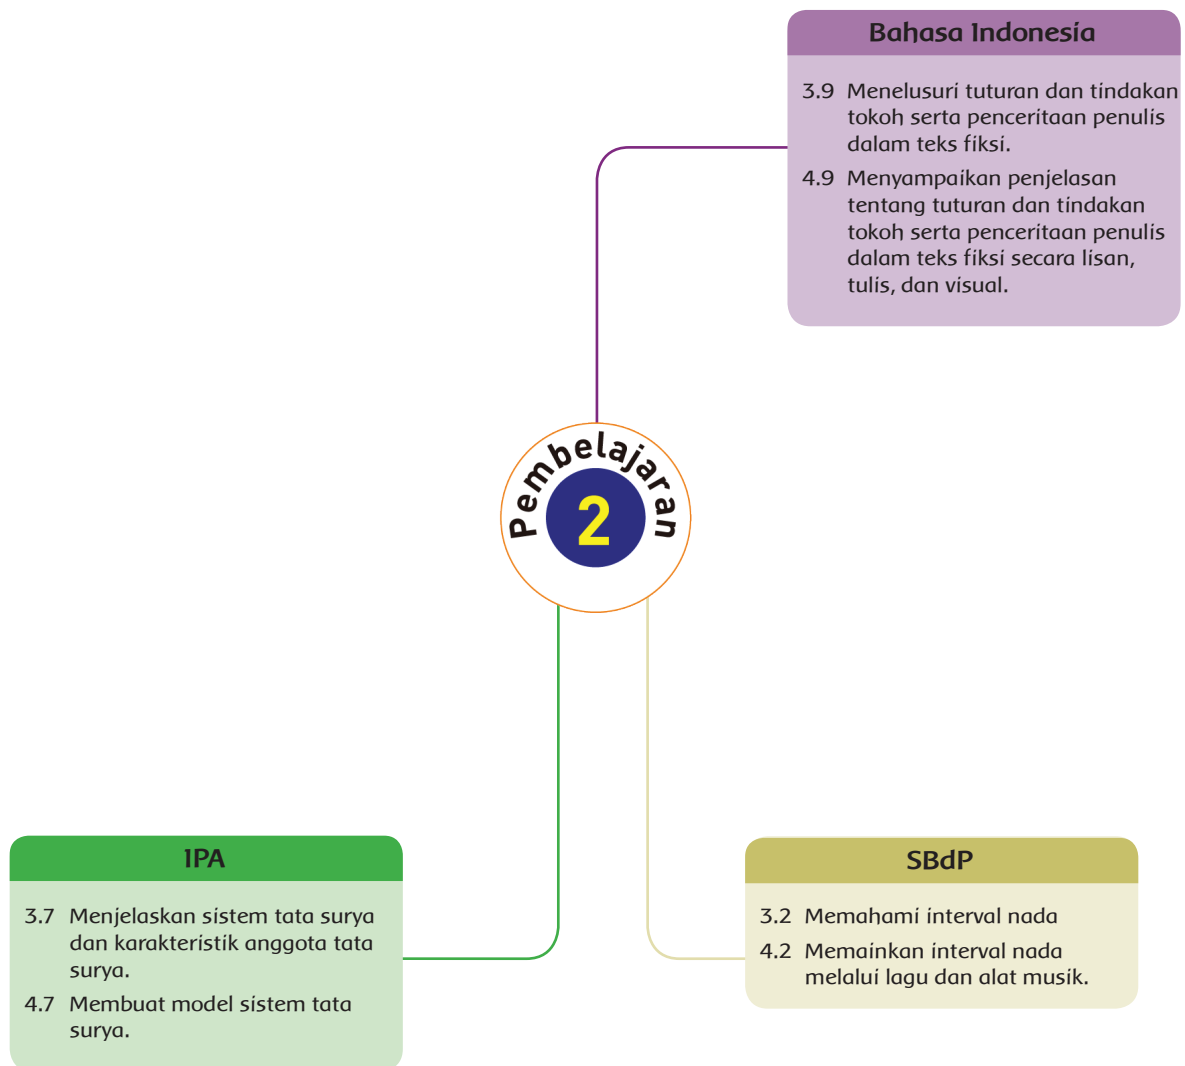 Bahasa Indonesia
3.9 Menelusuri tuturan dan tindakan
tokoh serta penceritaan penulis
dalam teks fiksi.
4.9 Menyampaikan penjelasan
tentang tuturan dan tindakan
tokoh serta penceritaan penulis
dalam teks fiksi secara lisan,
tulis, dan visual.
Pembelajaran
2
IPA
3.7 Menjelaskan sistem tata surya
dan karakteristik anggota tata
surya.
4.7 Membuat model sistem tata
surya.
SBdP
3.2 Memahami interval nada
4.2 Memainkan interval nada
melalui lagu dan alat musik.